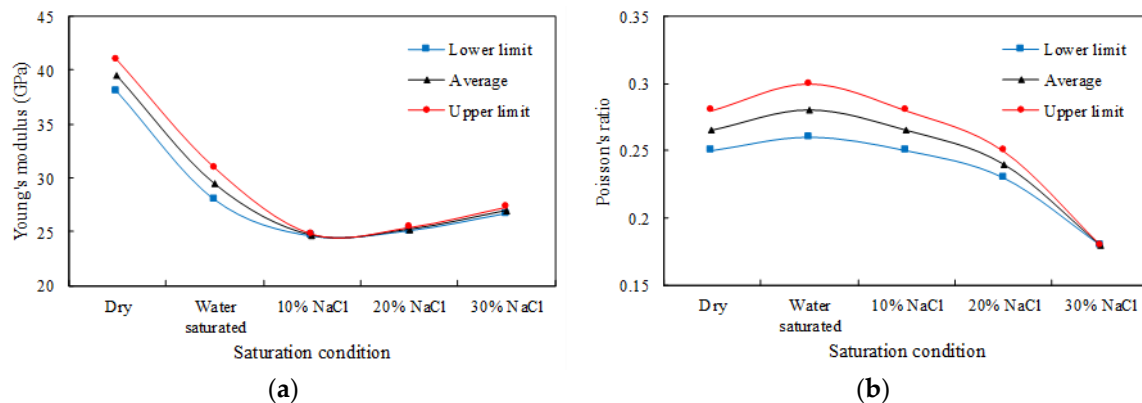 45
40
35
30
25
20
Young's modulus (GPa)
Lower limit
Average
Upper limit
Dry
Water
saturated
10% NaCl
20% NaCl
30% NaCl
Saturation condition
(a)
0.35
0.3
0.25
0.2
0.15
Poisson's ratio
Lower limit
Average
Upper limit
Dry
Water
saturated
10% NaCl
20% NaCl
30% NaCl
Saturation condition
(b)